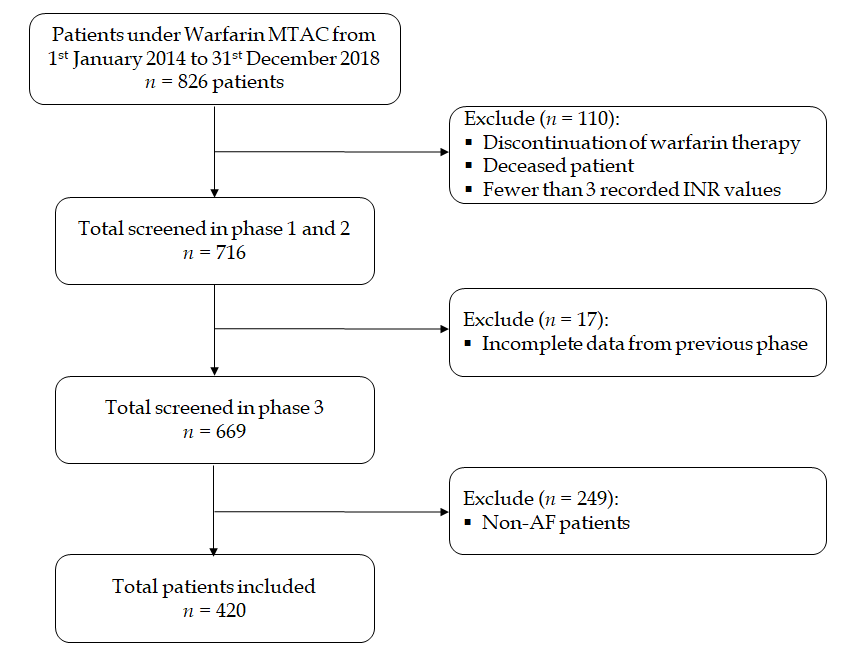 Patients under Warfarin MTAC from
1st January 2014 to 31st December 2018
n = 826 patients
Exclude (n = 110):
▪ Discontinuation of warfarin therapy
▪ Deceased patient
▪ Fewer than 3 recorded INR values
Total screened in phase 1 and 2
n = 716
Exclude (n = 17):
▪ Incomplete data from previous phase
Total screened in phase 3
n = 669
Exclude (n = 249):
▪ Non-AF patients
Total patients included
n = 420